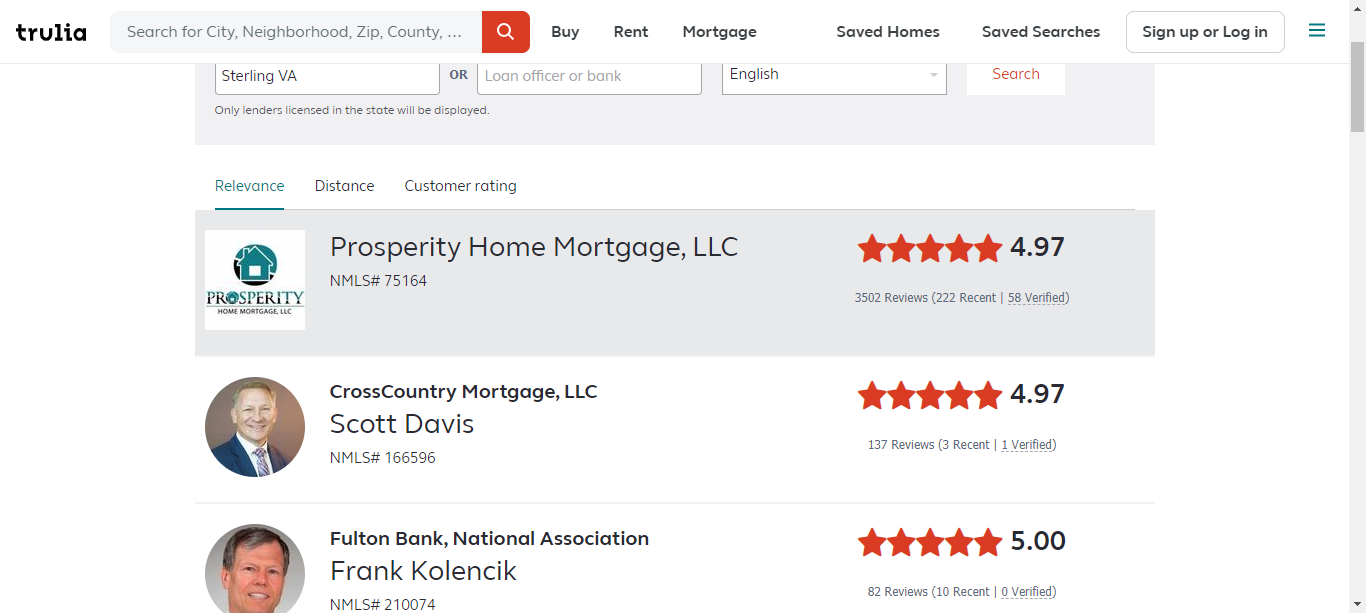 trulia
Search for City, Neighborhood, Zip, County, ...
Buy
Rent
Mortgage
Saved Homes
Saved Searches
Sign up or Log in
Sterling VA
OR
Loan officer or bank
English
Search
Only lenders licensed in the state will be displayed.
Relevance
Distance
Customer rating
PROSPERITY
HOME MORTGAGE, LLC
Prosperity Home Mortgage, LLC
NMLS# 75164
4.97
3502 Reviews (222 Recent | 58 Verified)
CrossCountry Mortgage, LLC
Scott Davis
NMLS# 166596
4.97
137 Reviews (3 Recent | 1 Verified)
Fulton Bank, National Association
Frank Kolencik
NMLS# 210074
5.00
82 Reviews (10 Recent | 0 Verified)